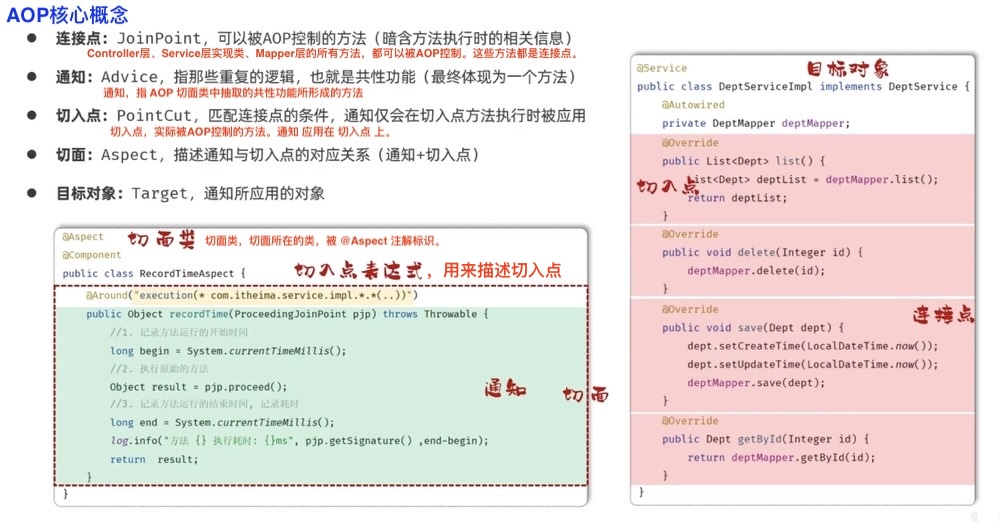 AOP核心概念
● 连接点：JoinPoint，可以被AOP控制的方法（暗含方法执行时的相关信息）
Controller层、Service层实现类、Mapper层的所有方法，都可以被AOP控制。这些方法都是连接点。
● 通知：Advice，指那些重复的逻辑，也就是共性功能（最终体现为一个方法）
通知，指 AOP 切面类中抽取的共性功能所形成的方法
● 切入点：PointCut，匹配连接点的条件，通知仅会在切入点方法执行时被应用
切入点，实际被AOP控制的方法。通知 应用在 切入点 上。
● 切面：Aspect，描述通知与切入点的对应关系（通知+切入点）
● 目标对象：Target，通知所应用的对象
@Aspect 切面类 切面类，切面所在的类，被 @Aspect 注解标识。
@Component
public class RecordTimeAspect {
切入点表达式，用来描述切入点
@Around("execution(* com.itheima.service.impl.*.*(..))")
public Object recordTime(ProceedingJoinPoint pjp) throws Throwable {
//1. 记录方法运行的开始时间
long begin = System.currentTimeMillis();
//2. 执行原始的方法
Object result = pjp.proceed();
通知 切面
//3. 记录方法运行的结束时间, 记录耗时
long end = System.currentTimeMillis();
log.info("方法 {} 执行耗时: {}ms", pjp.getSignature() ,end-begin);
return result;
}
}
@Service 目标对象
public class DeptServiceImpl implements DeptService {
@Autowired
private DeptMapper deptMapper;
@Override
public List<Dept> list() {
切入点 List<Dept> deptList = deptMapper.list();
return deptList;
}
@Override
public void delete(Integer id) {
deptMapper.delete(id);
}
@Override 连接点
public void save(Dept dept) {
dept.setCreateTime(LocalDateTime.now());
dept.setUpdateTime(LocalDateTime.now());
deptMapper.save(dept);
}
@Override
public Dept getById(Integer id) {
return deptMapper.getById(id);
}
}